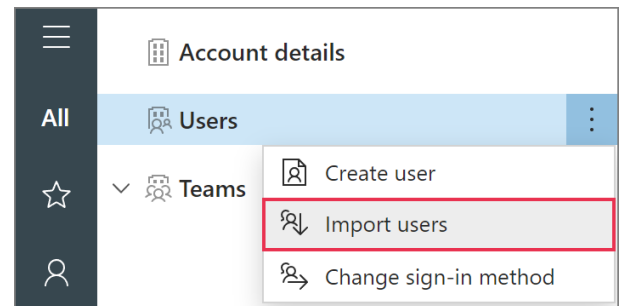 Account details
All
Users
Teams
Create user
Import users
Change sign-in method